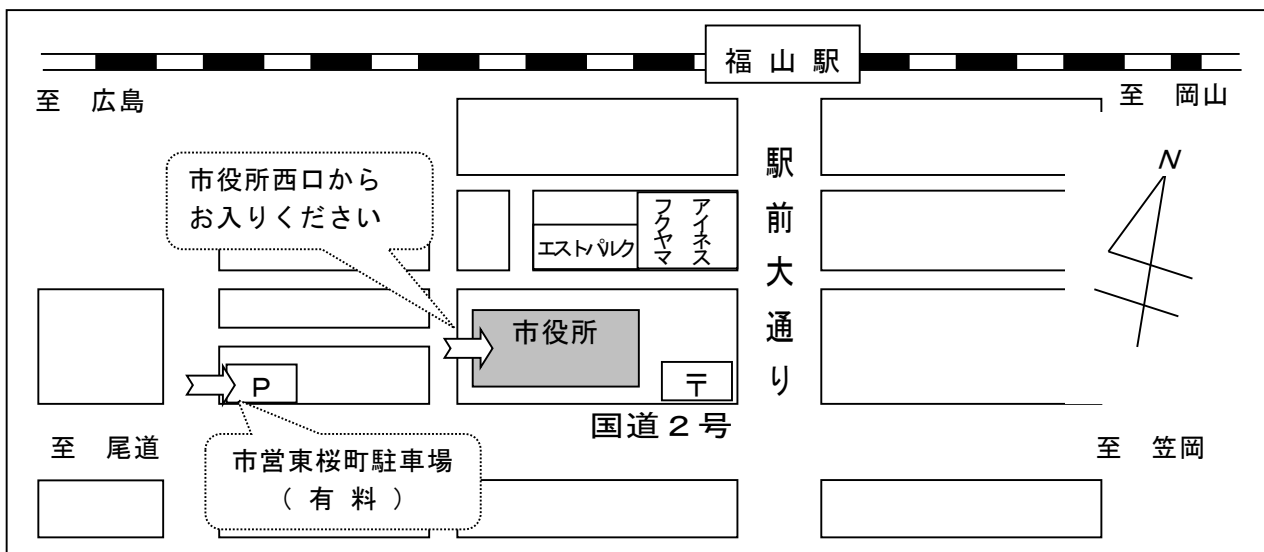 福山駅
至 広島
至 岡山
N
市役所西口から
お入りください
駅前大通り
アイネス
フクヤマ
エストパルク
市役所
P
〒
国道２号
至 尾道
至 笠岡
市営東桜町駐車場
（有料）